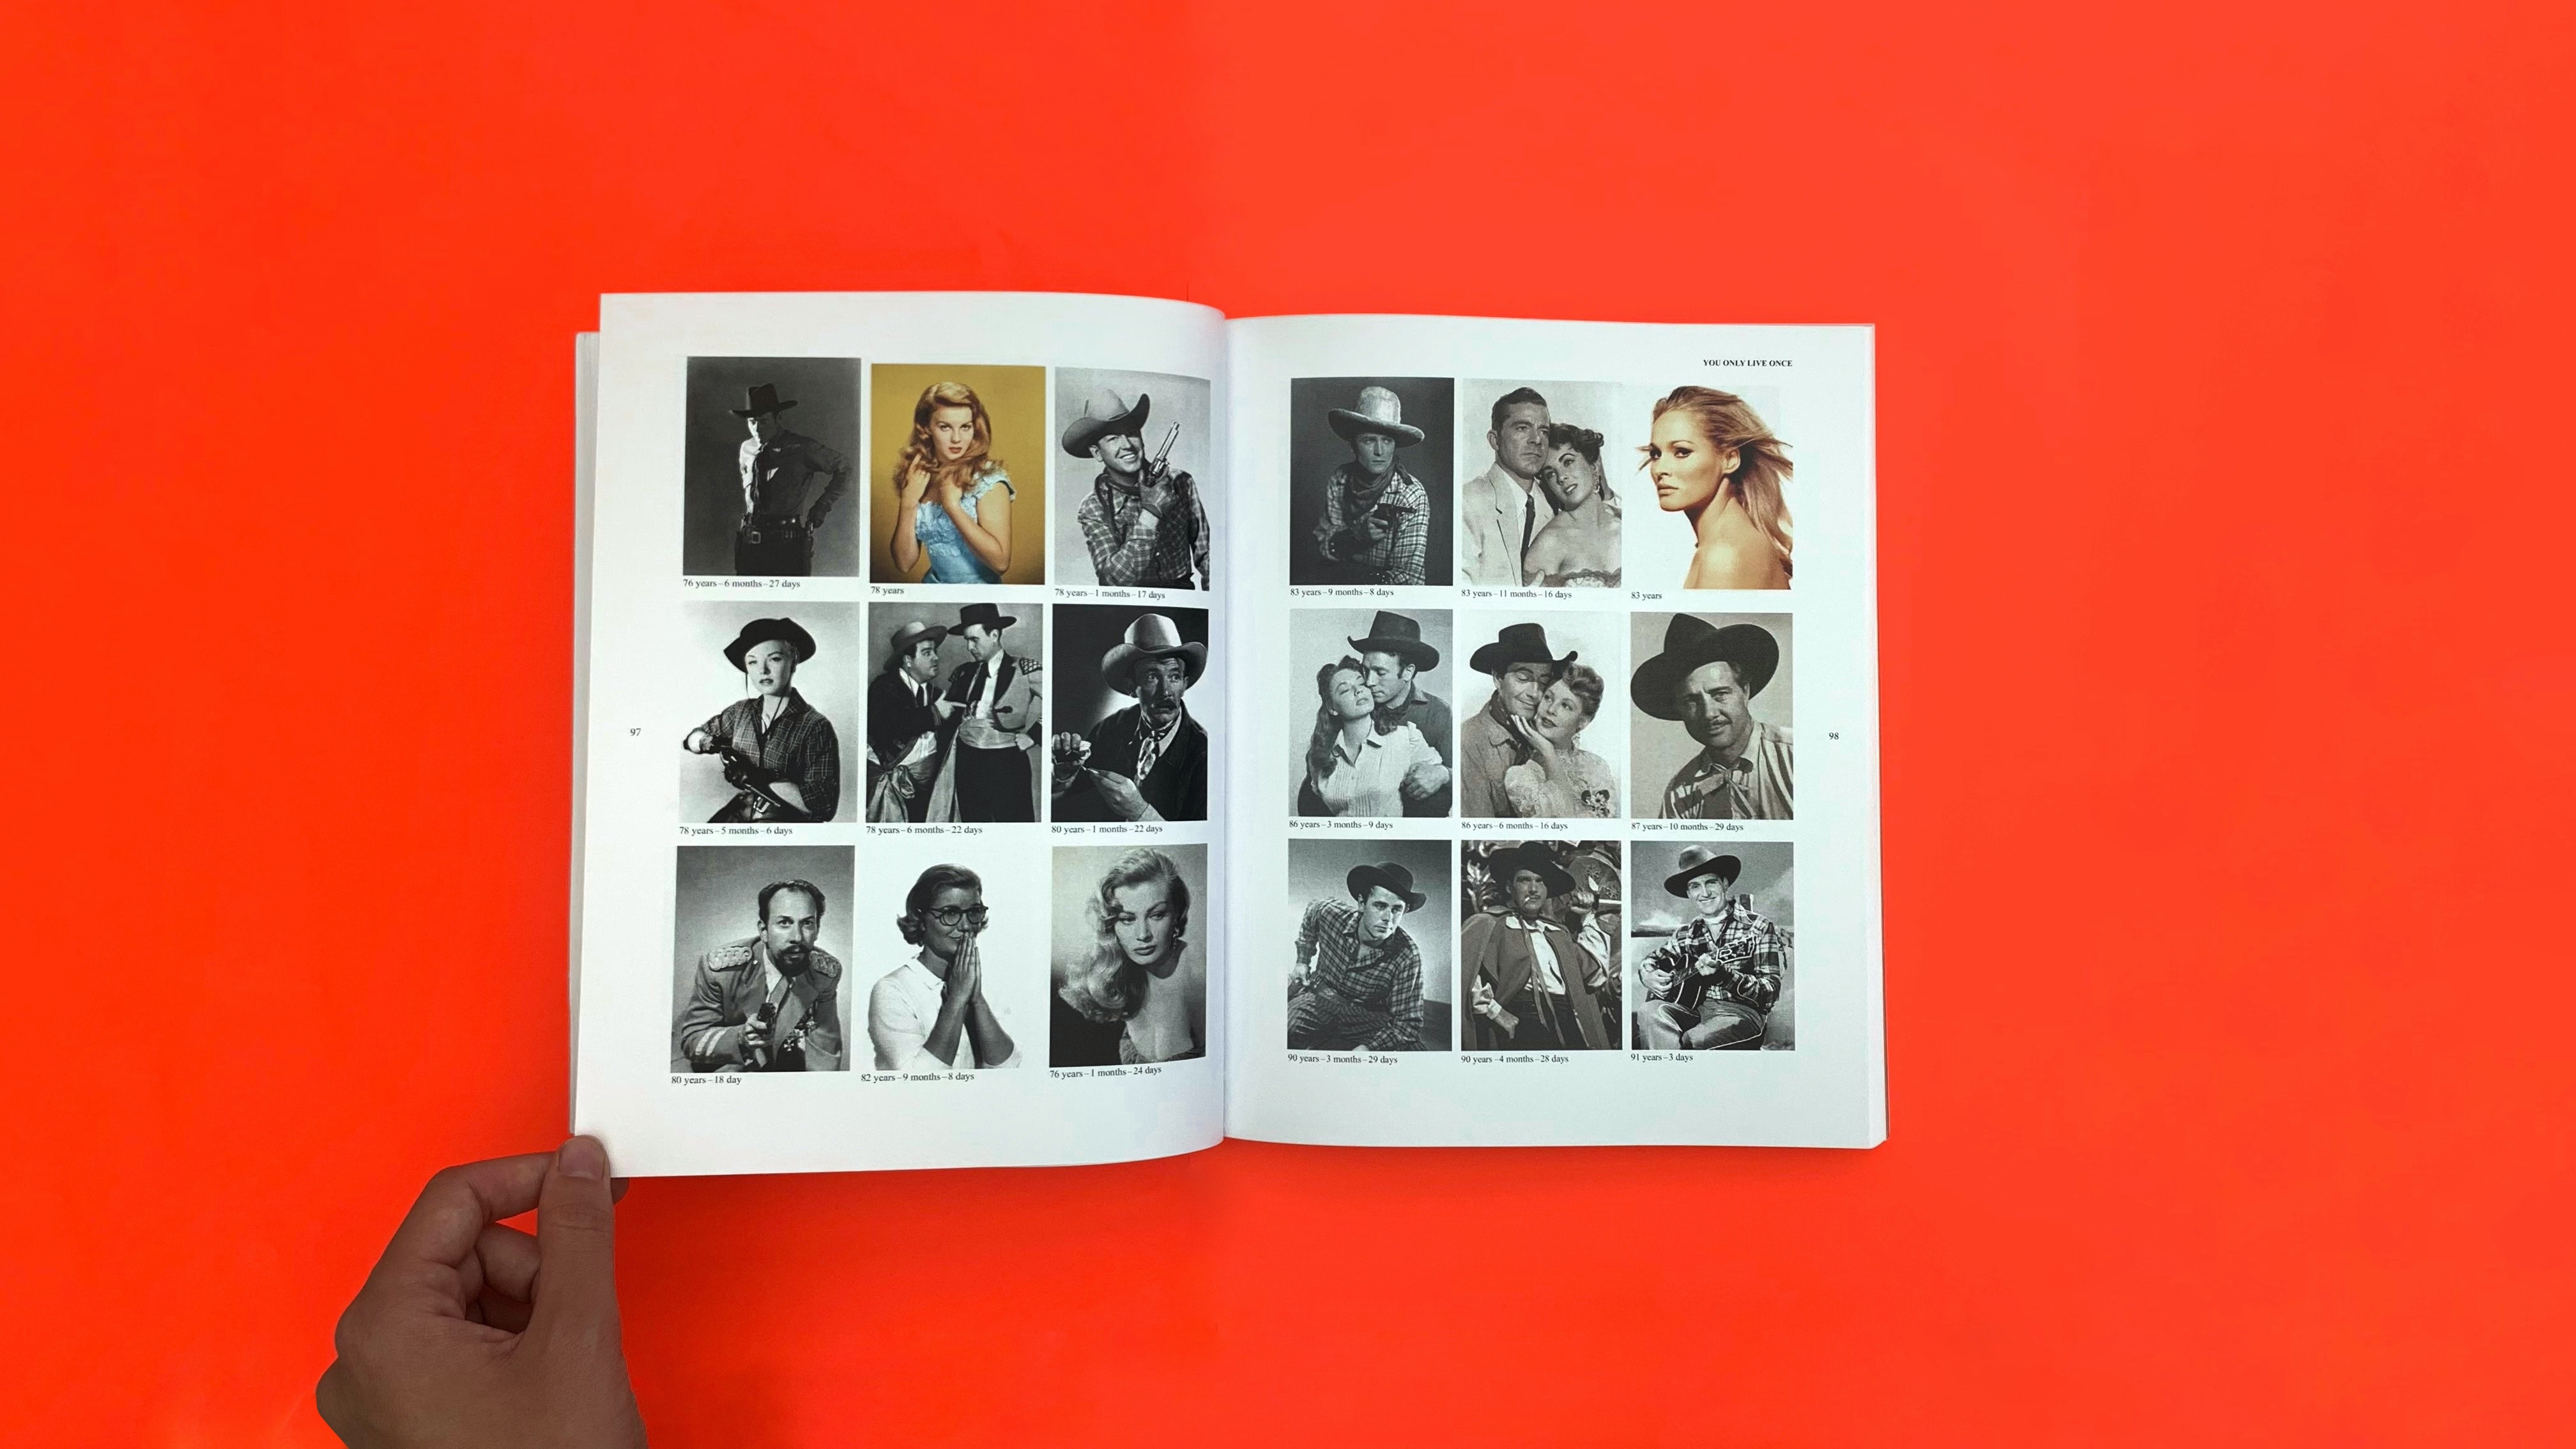 76 years – 6 months – 27 days
78 years
78 years – 1 months – 17 days
78 years – 5 months – 6 days
78 years – 6 months – 22 days
80 years – 1 months – 22 days
97
80 years – 18 day
82 years – 9 months – 8 days
76 years – 1 months – 24 days
YOU ONLY LIVE ONCE
83 years – 9 months – 8 days
83 years – 11 months – 16 days
83 years
86 years – 3 months – 9 days
86 years – 6 months – 16 days
87 years – 10 months – 29 days
98
90 years – 3 months – 29 days
90 years – 4 months – 28 days
91 years – 3 days